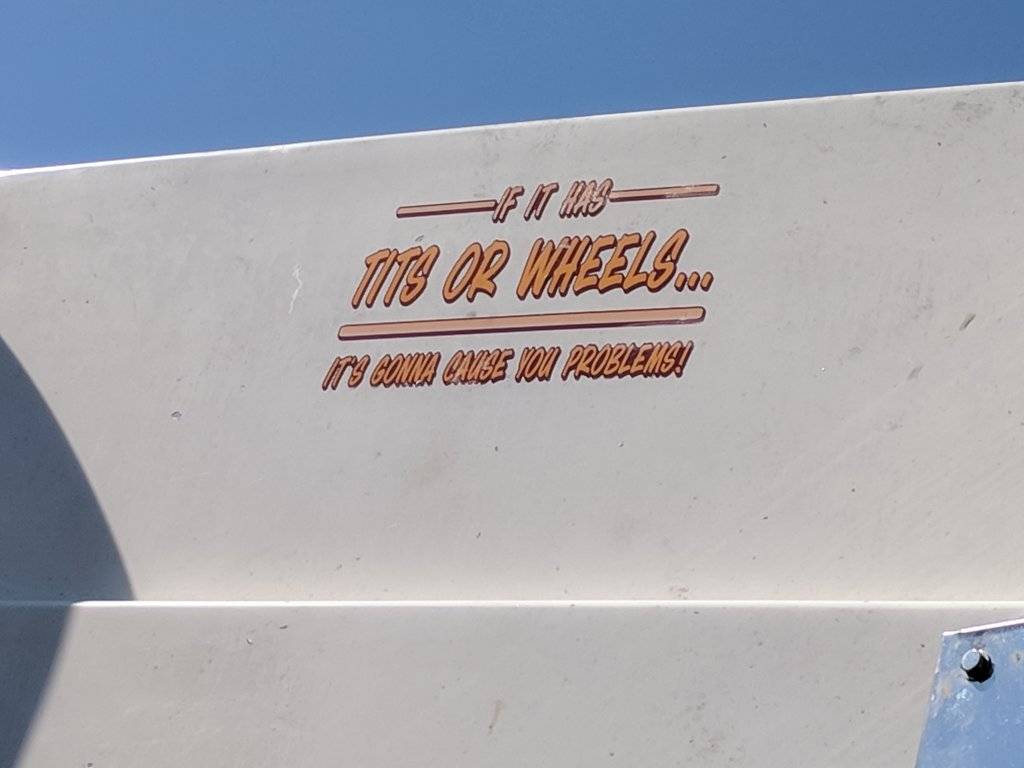 IF IT HAS
TITS OR WHEELS...
IT'S GONNA CAUSE YOU PROBLEMS!